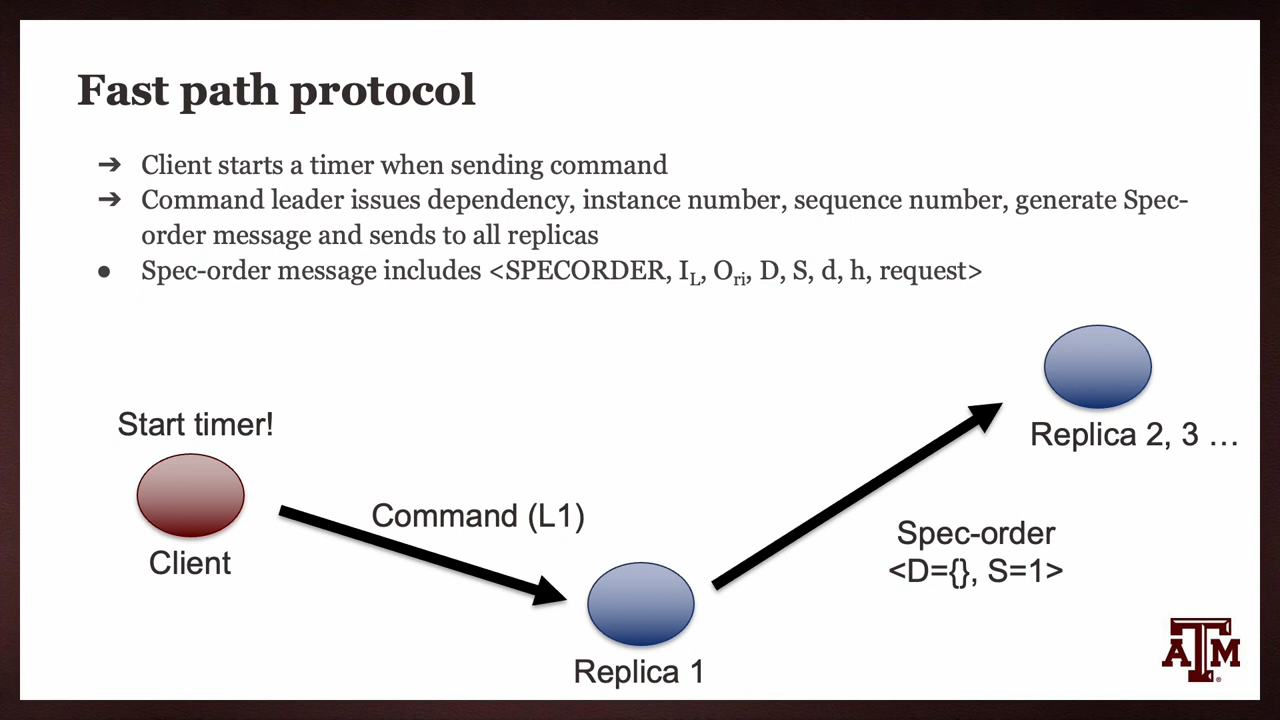 Fast path protocol
➔ Client starts a timer when sending command
➔ Command leader issues dependency, instance number, sequence number, generate Spec-
order message and sends to all replicas
● Spec-order message includes <SPECORDER, I_L, O_ri, D, S, d, h, request>
Start timer!
Client
Command (L1)
Replica 1
Replica 2, 3 …
Spec-order
<D={}, S=1>
ATM